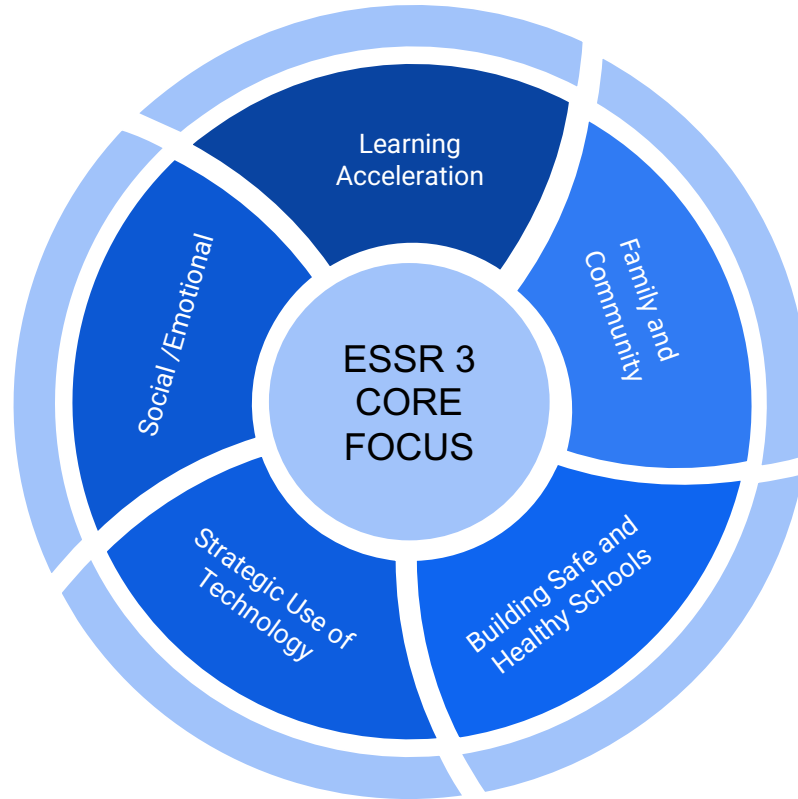 Learning
Acceleration
Family and
Community
Building Safe and
Healthy Schools
Strategic Use of
Technology
Social /Emotional
ESSR 3
CORE
FOCUS